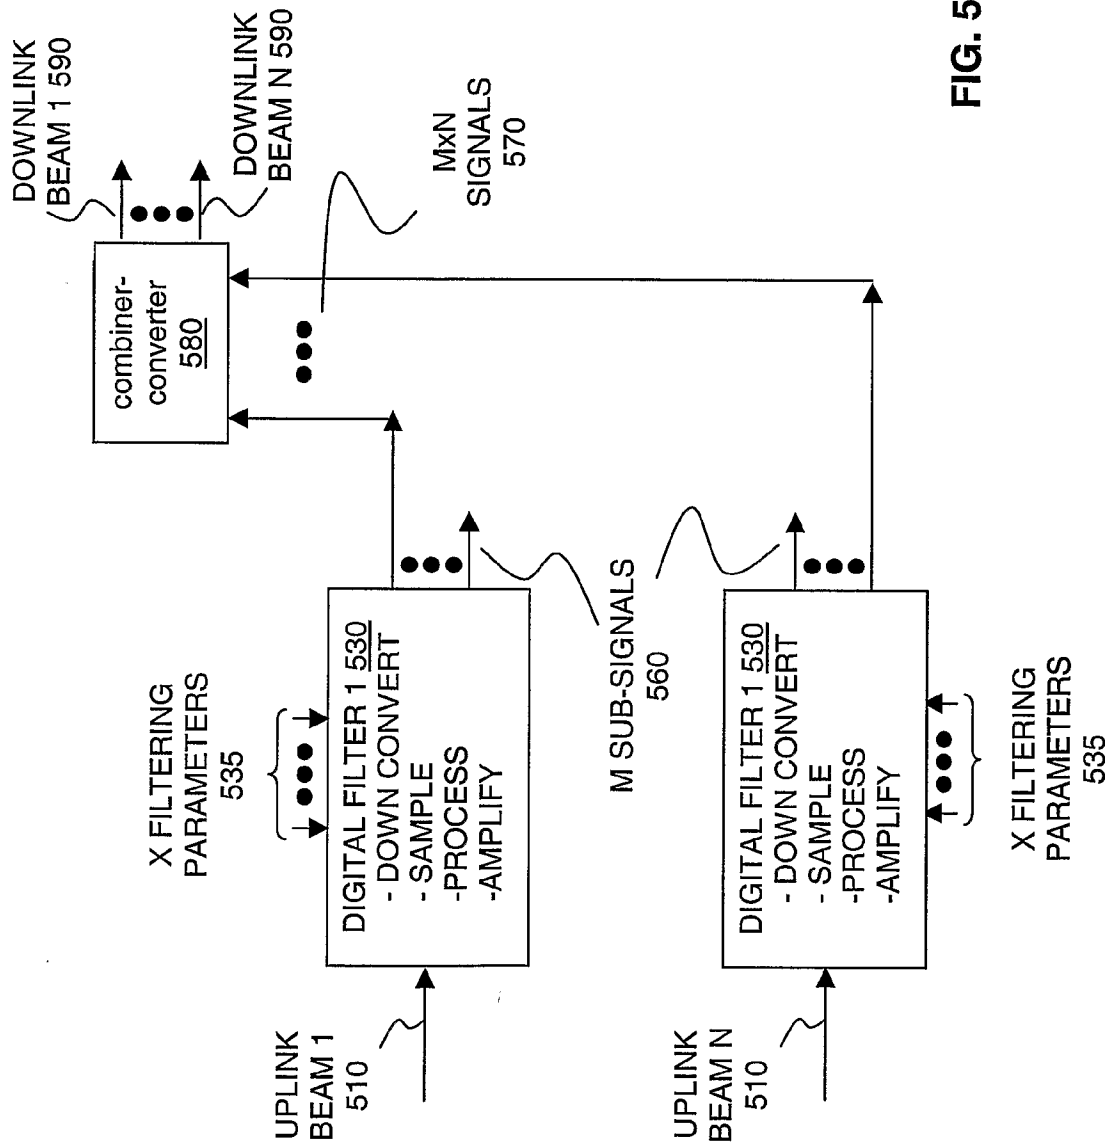 DOWNLINK
BEAM 1 590
DOWNLINK
BEAM N 590
combiner-
converter
580
MxN
SIGNALS
570
X FILTERING
PARAMETERS
535
DIGITAL FILTER 1 530
- DOWN CONVERT
- SAMPLE
-PROCESS
-AMPLIFY
M SUB-SIGNALS
560
UPLINK
BEAM 1
510
DIGITAL FILTER 1 530
- DOWN CONVERT
- SAMPLE
-PROCESS
-AMPLIFY
X FILTERING
PARAMETERS
535
UPLINK
BEAM N
510
FIG. 5